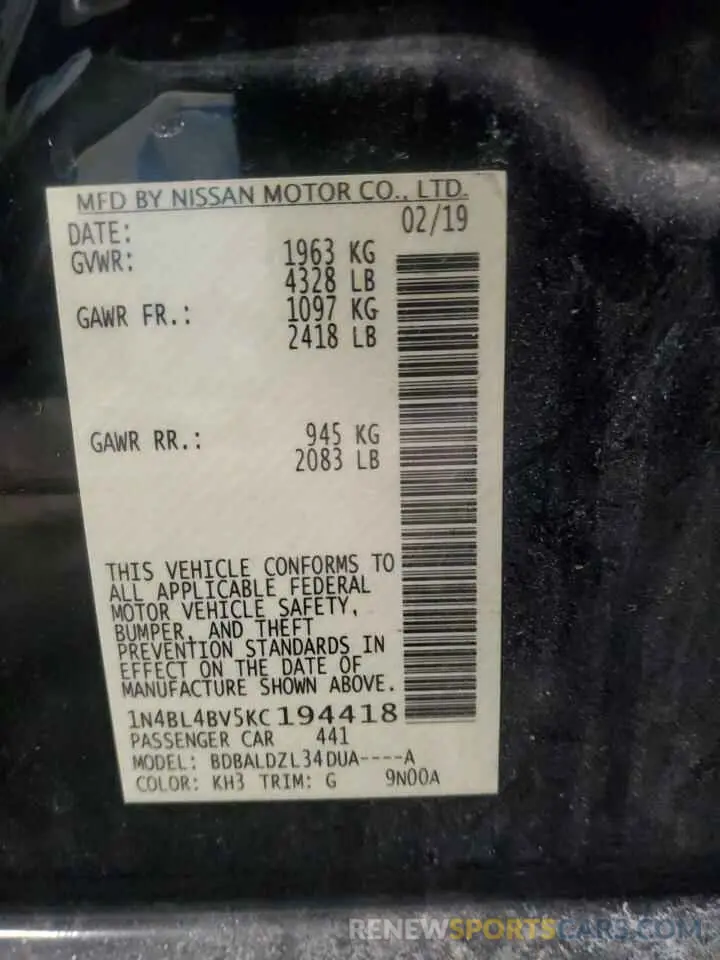 MFD BY NISSAN MOTOR CO., LTD.
DATE: 02/19
GVWR: 1963 KG
4328 LB
GAWR FR.: 1097 KG
2418 LB
GAWR RR.: 945 KG
2083 LB
THIS VEHICLE CONFORMS TO
ALL APPLICABLE FEDERAL
MOTOR VEHICLE SAFETY,
BUMPER, AND THEFT
PREVENTION STANDARDS IN
EFFECT ON THE DATE OF
MANUFACTURE SHOWN ABOVE.
1N4BL4BV5KC194418
PASSENGER CAR 441
MODEL: BDBALDZL34DUA----A
COLOR: KH3 TRIM: G 9N00A
RENEWSPORTSCARS.COM